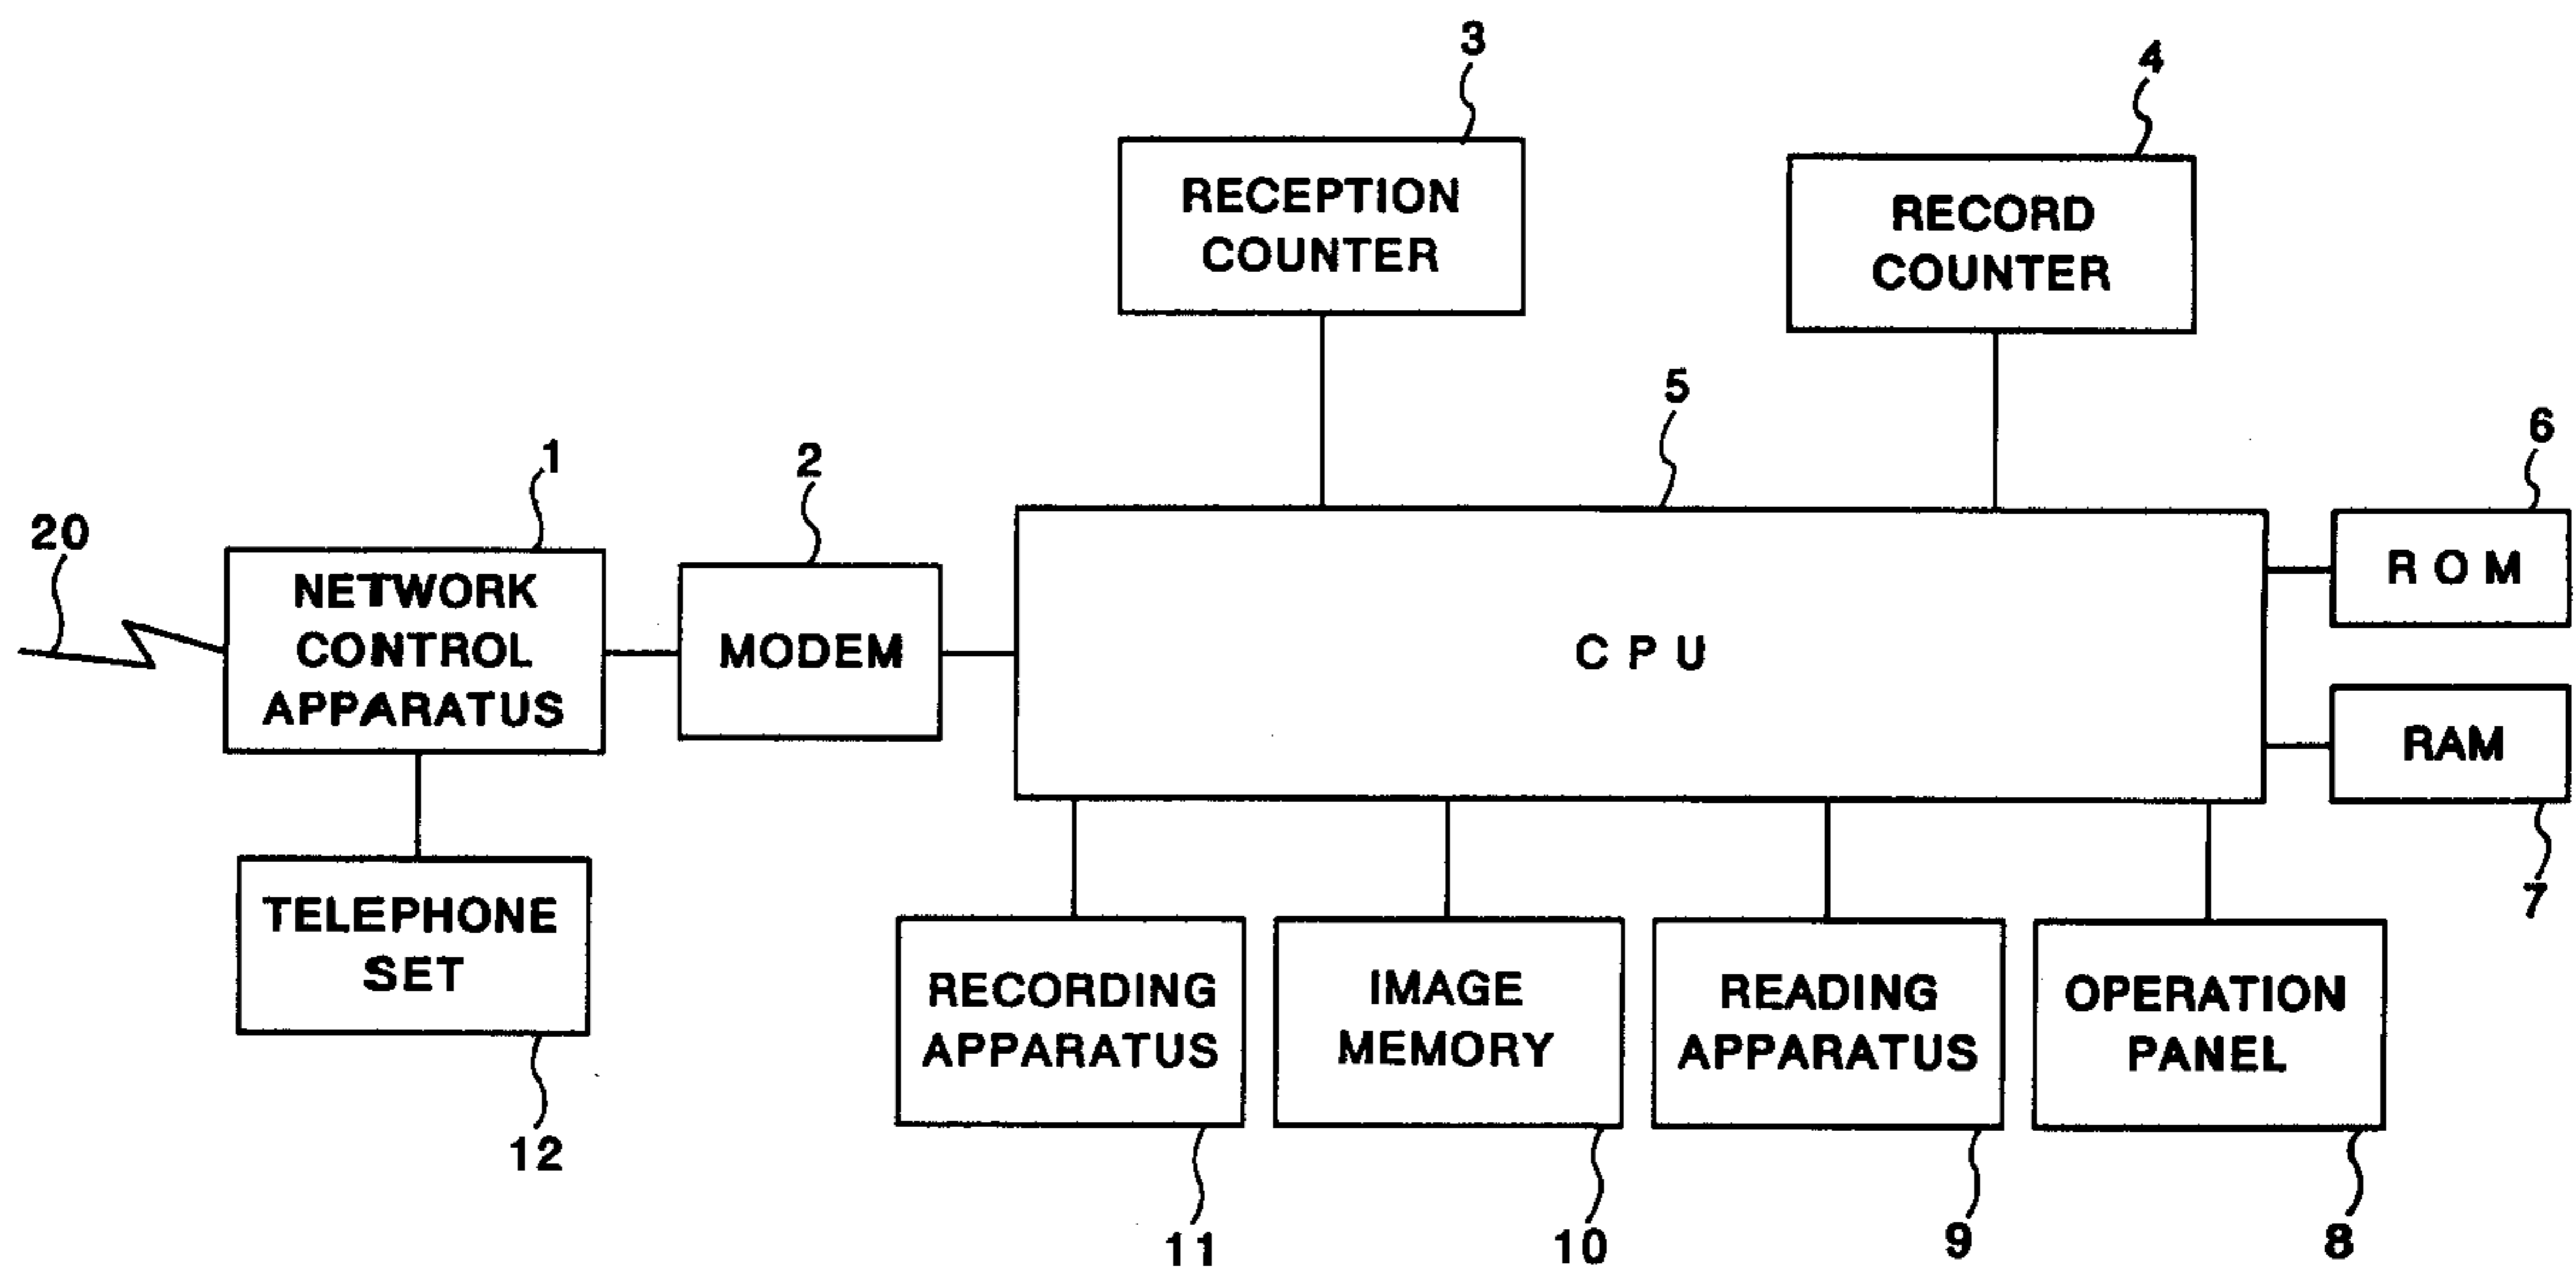 3
4
RECEPTION
COUNTER
RECORD
COUNTER
5
6
1
2
20
NETWORK
CONTROL
APPARATUS
MODEM
C P U
R O M
RAM
7
TELEPHONE
SET
12
RECORDING
APPARATUS
IMAGE
MEMORY
READING
APPARATUS
OPERATION
PANEL
11
10
9
8